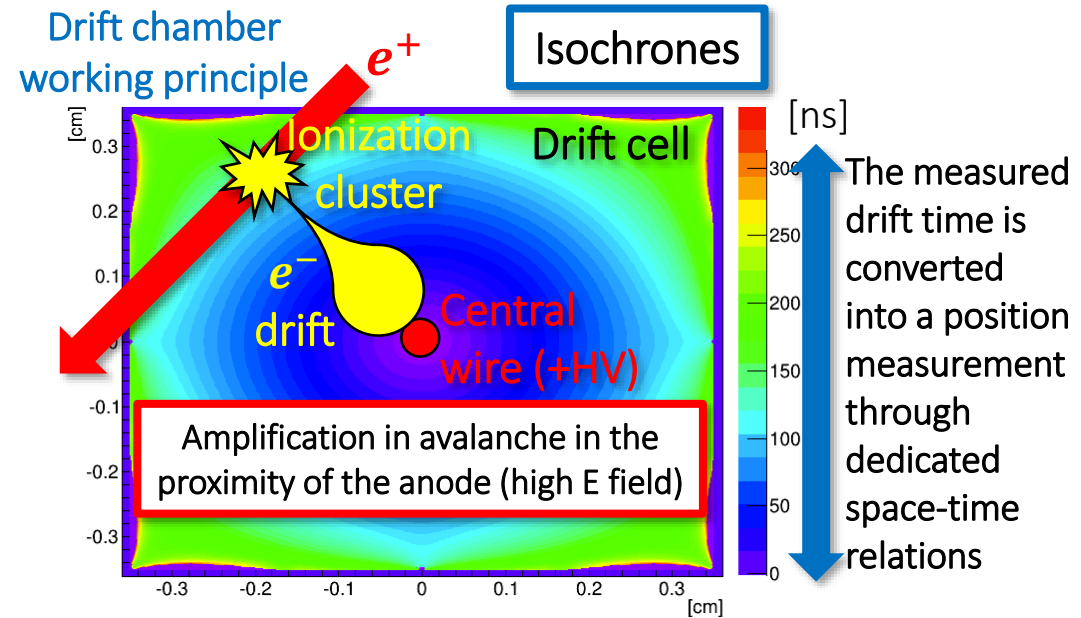 Drift chamber
working principle
e⁺
Isochrones
[cm]
[ns]
Ionization
cluster
Drift cell
e⁻
drift
Central
wire (+HV)
Amplification in avalanche in the
proximity of the anode (high E field)
The measured
drift time is
converted
into a position
measurement
through
dedicated
space-time
relations
0.3
0.2
0.1
-0.1
-0.2
-0.3
-0.3
-0.2
-0.1
0
0.1
0.2
0.3
[cm]
250
200
150
100
50
0